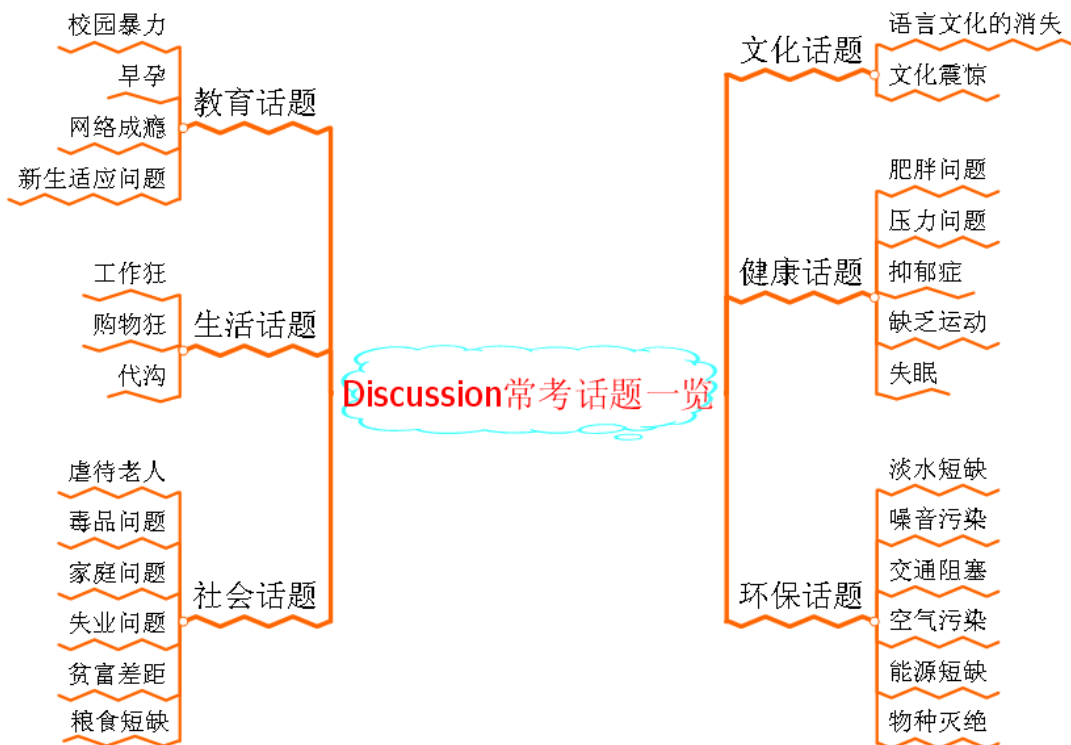 Discussion常考话题一览
教育话题
校园暴力
早孕
网络成瘾
新生适应问题
生活话题
工作狂
购物狂
代沟
社会话题
虐待老人
毒品问题
家庭问题
失业问题
贫富差距
粮食短缺
文化话题
语言文化的消失
文化震惊
健康话题
肥胖问题
压力问题
抑郁症
缺乏运动
失眠
环保话题
淡水短缺
噪音污染
交通阻塞
空气污染
能源短缺
物种灭绝